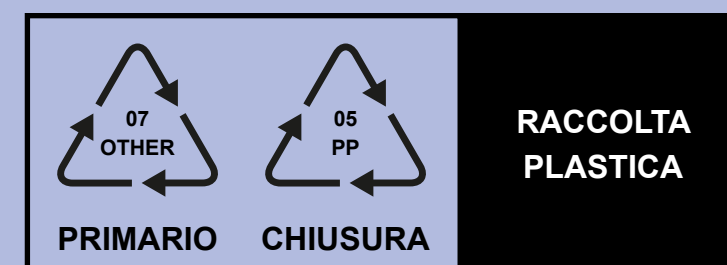 07
OTHER
PRIMARIO
05
PP
CHIUSURA
RACCOLTA
PLASTICA